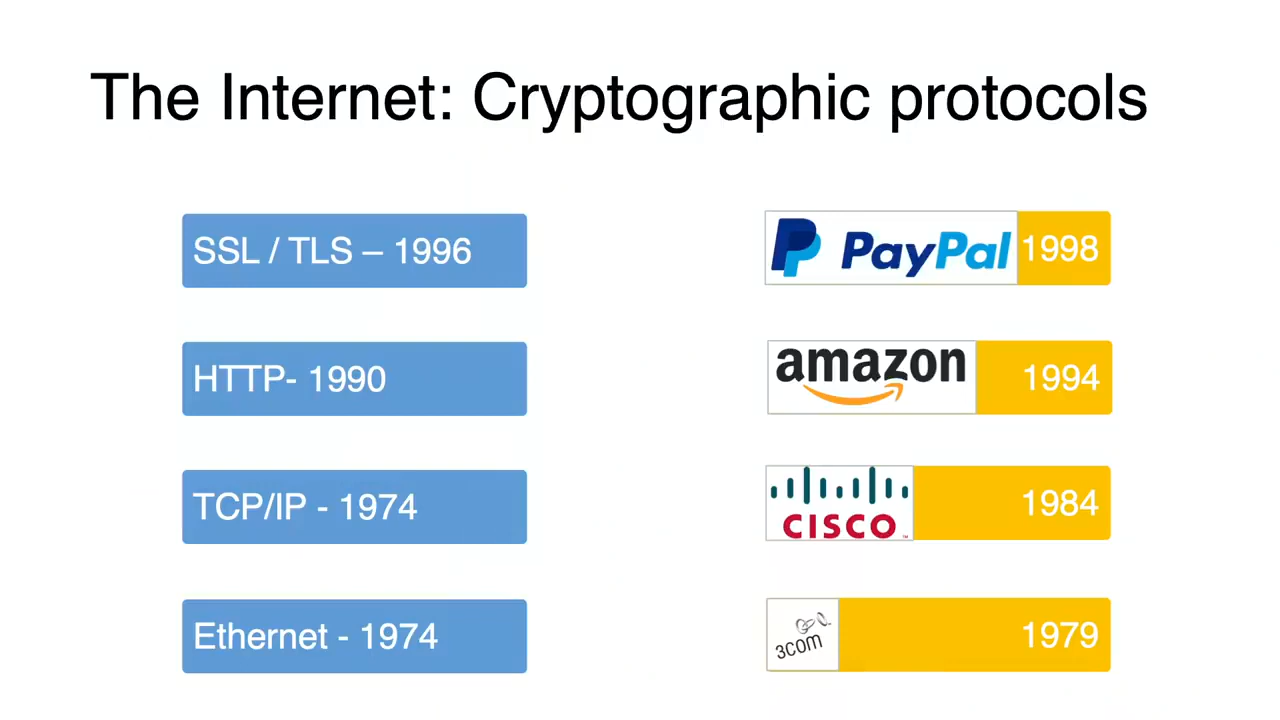 The Internet: Cryptographic protocols
SSL / TLS – 1996
PayPal 1998
HTTP- 1990
amazon 1994
TCP/IP - 1974
CISCO™ 1984
Ethernet - 1974
3com 1979